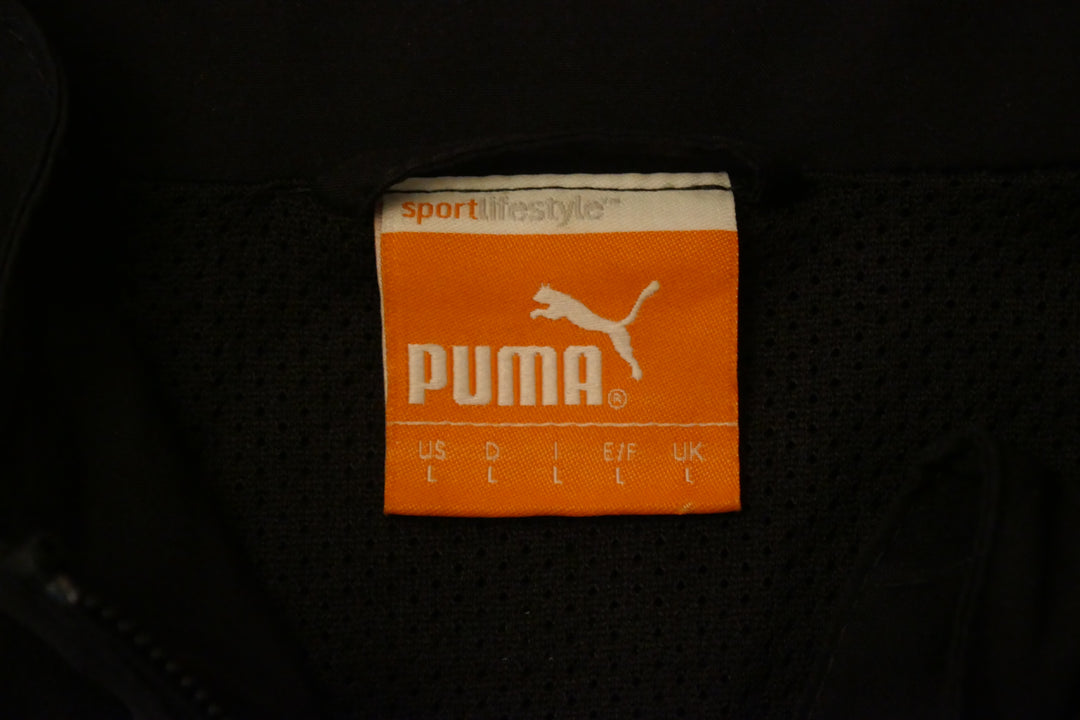 sportlifestyle™
PUMA®
US D I E/F UK
L L L L L